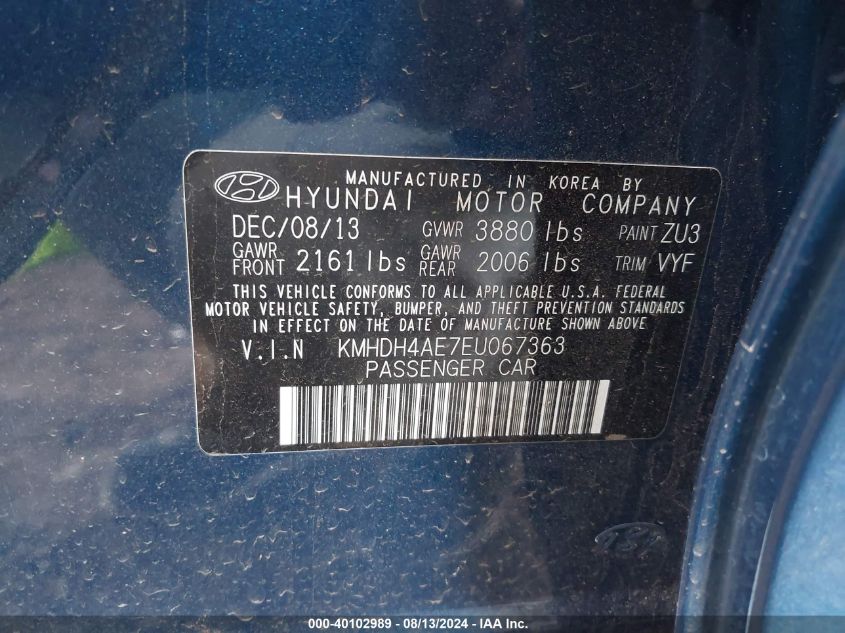 MANUFACTURED IN KOREA BY
HYUNDAI MOTOR COMPANY
DEC/08/13 GVWR 3880 lbs PAINT ZU3
GAWR FRONT 2161 lbs GAWR REAR 2006 lbs TRIM VYF
THIS VEHICLE CONFORMS TO ALL APPLICABLE U.S.A. FEDERAL
MOTOR VEHICLE SAFETY, BUMPER, AND THEFT PREVENTION STANDARDS
IN EFFECT ON THE DATE OF MANUFACTURE SHOWN ABOVE
V.I.N KMHDH4AE7EU067363
PASSENGER CAR
000-40102989 - 08/13/2024 - IAAI.COM